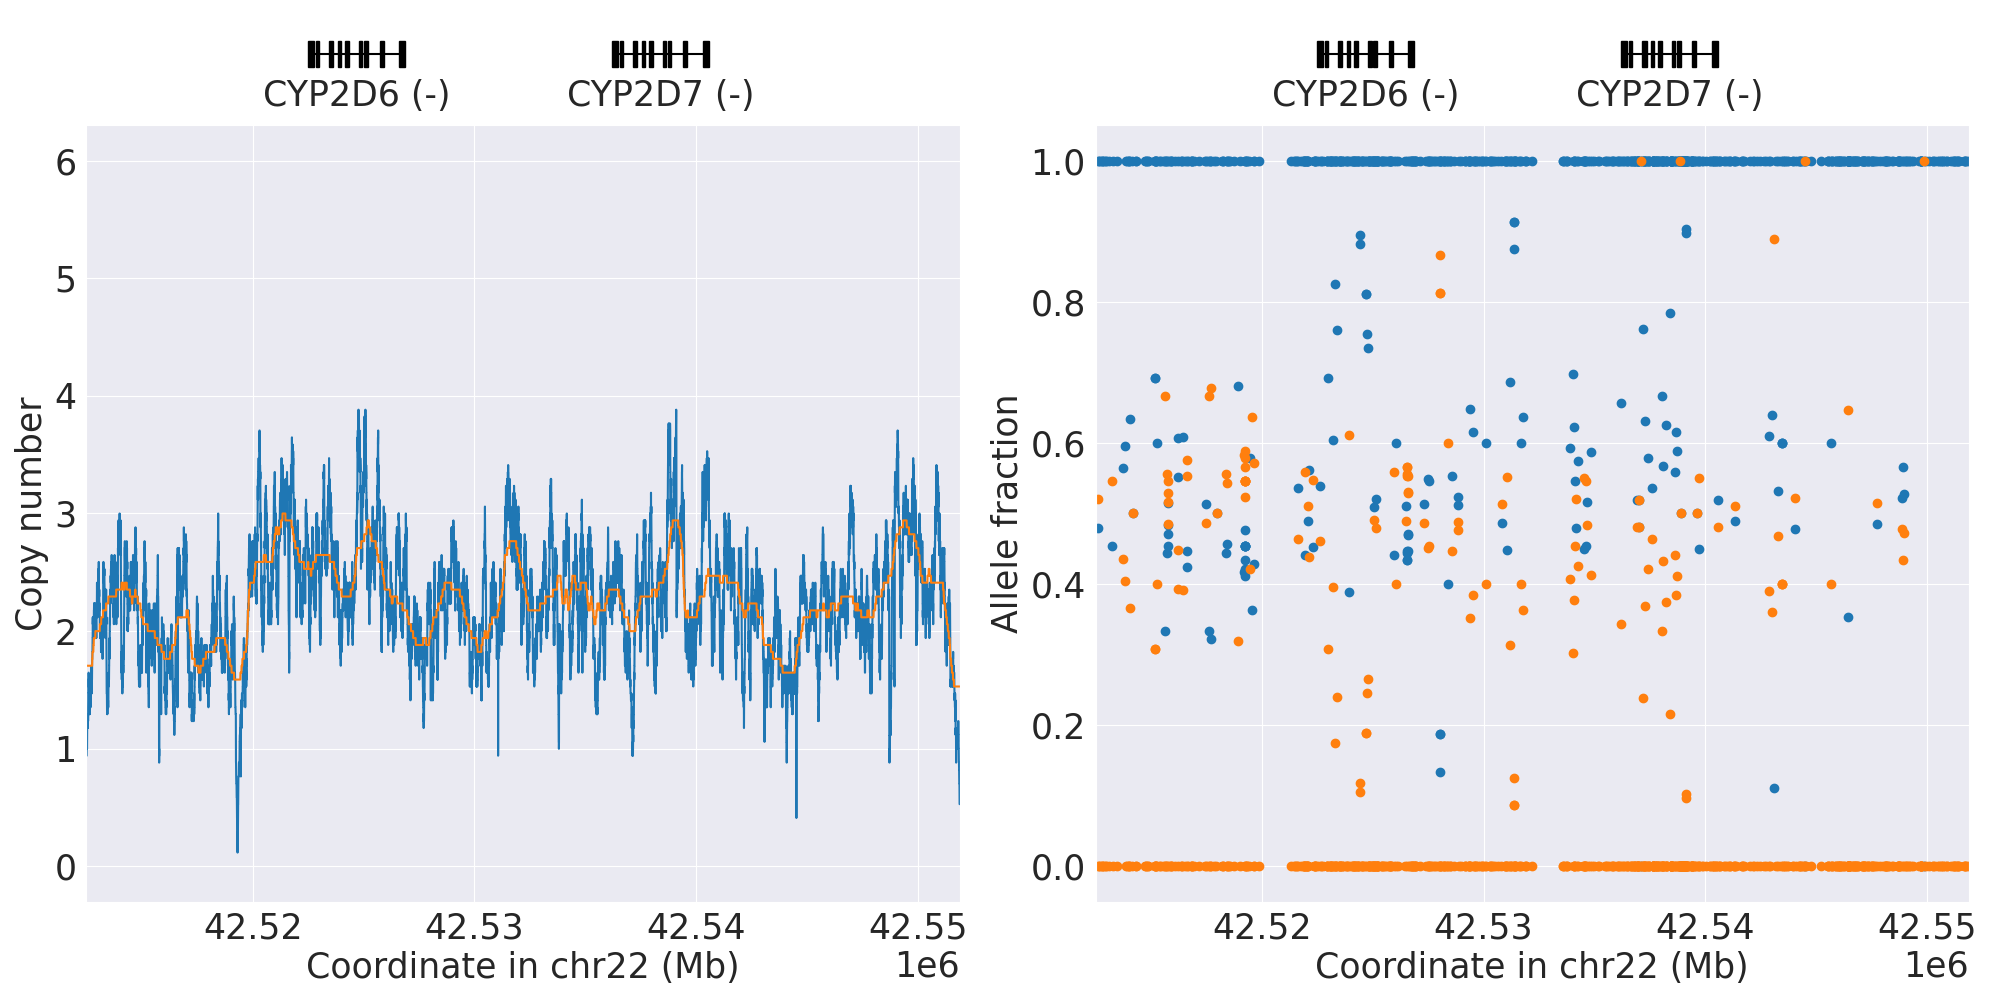 CYP2D6 (-) CYP2D7 (-)
Copy number
6
5
4
3
2
1
0
42.52 42.53 42.54 42.55
Coordinate in chr22 (Mb)
1e6
CYP2D6 (-) CYP2D7 (-)
Allele fraction
1.0
0.8
0.6
0.4
0.2
0.0
42.52 42.53 42.54 42.55
Coordinate in chr22 (Mb)
1e6